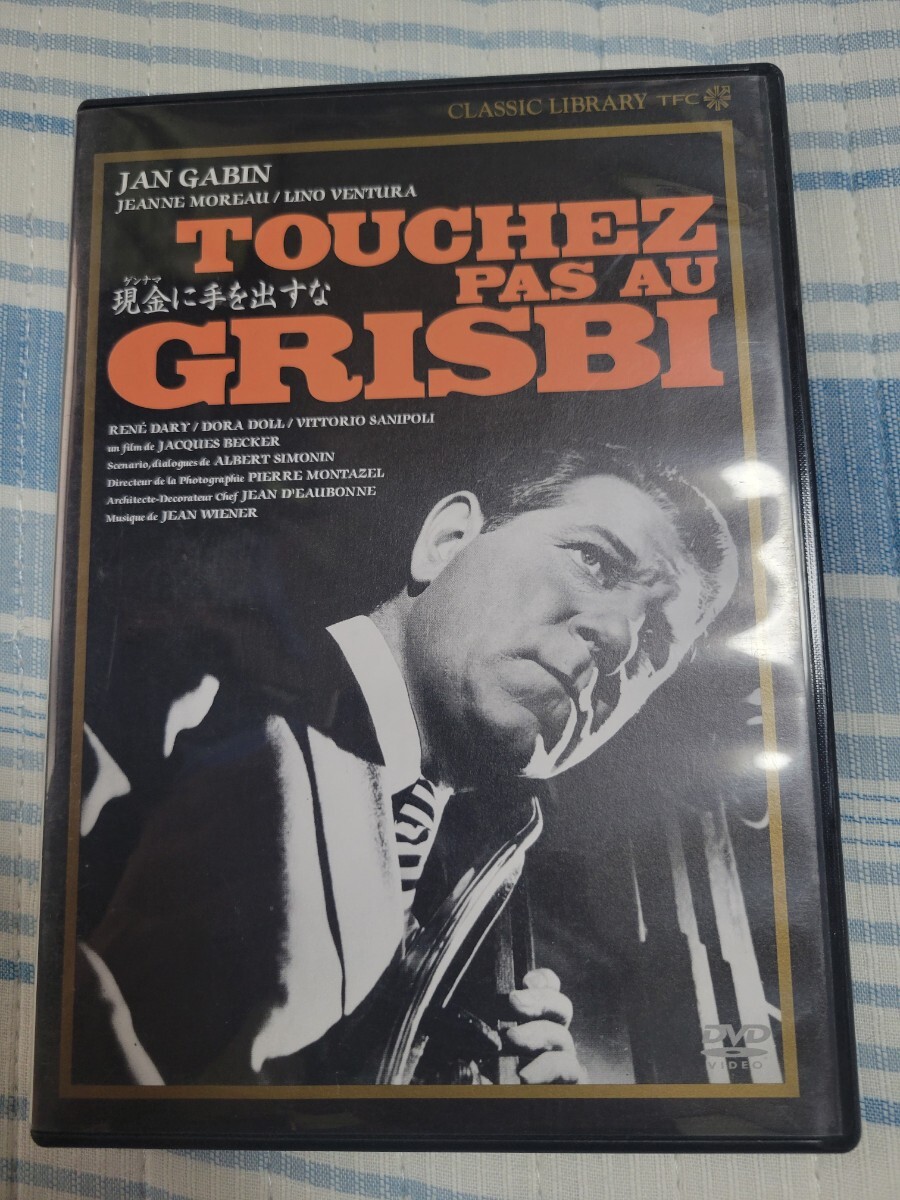 CLASSIC LIBRARY TFC
JAN GABIN
JEANNE MOREAU / LINO VENTURA
TOUCHEZ
PAS AU
ゲンナマ
現金に手を出すな
GRISBI
RENÉ DARY / DORA DOLL / VITTORIO SANIPOLI
un film de JACQUES BECKER
Scenario, dialogues de ALBERT SIMONIN
Directeur de la Photographie PIERRE MONTAZEL
Architecte-Decorateur Chef JEAN D'EAUBONNE
Musique de JEAN WIENER
DVD
VIDEO